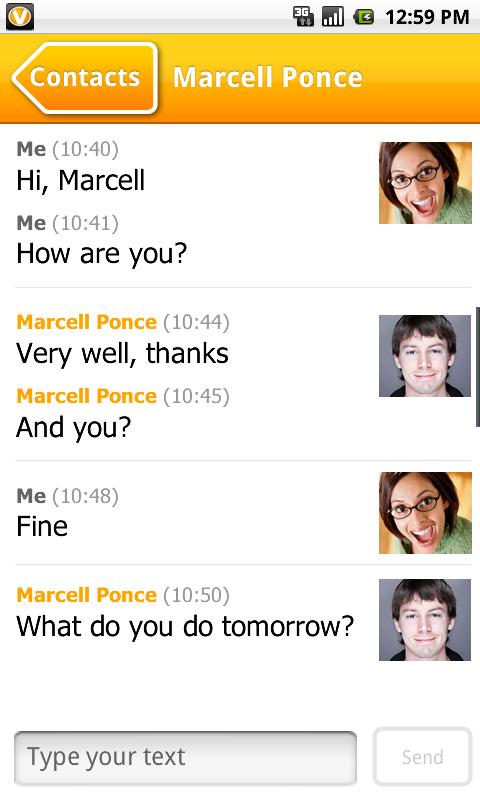 3G 12:59 PM
Contacts Marcell Ponce
Me (10:40)
Hi, Marcell
Me (10:41)
How are you?
Marcell Ponce (10:44)
Very well, thanks
Marcell Ponce (10:45)
And you?
Me (10:48)
Fine
Marcell Ponce (10:50)
What do you do tomorrow?
Type your text Send